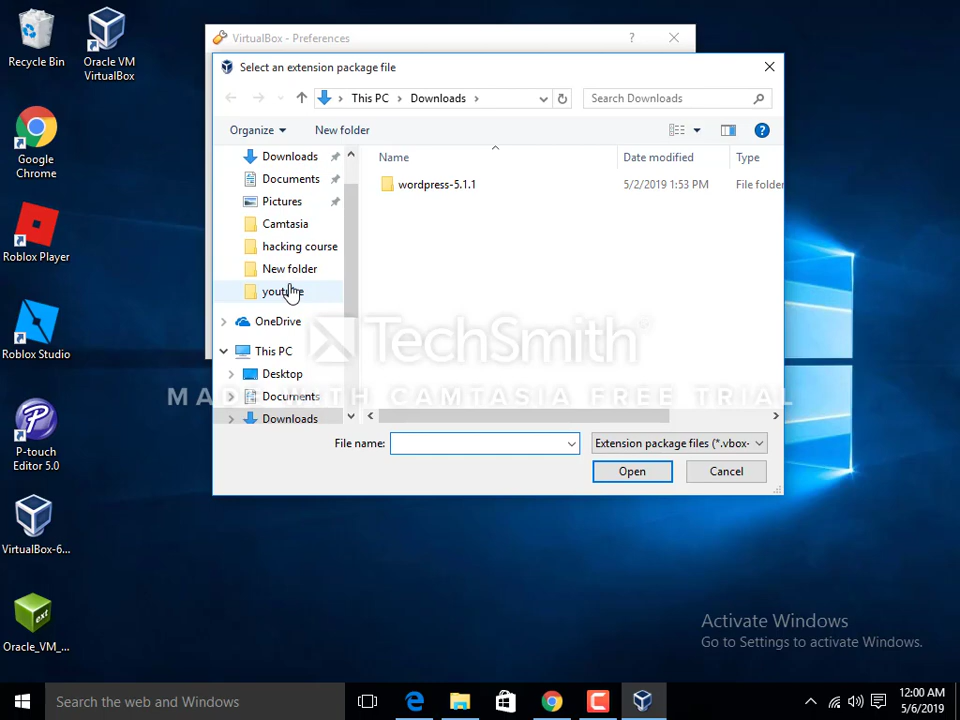 Recycle Bin
Oracle VM
VirtualBox
Google
Chrome
Roblox Player
Roblox Studio
P-touch
Editor 5.0
VirtualBox-6...
Oracle_VM_...
ext
VirtualBox - Preferences
?
Select an extension package file
This PC
Downloads
Search Downloads
Organize
New folder
Name
Date modified
Type
Downloads
Documents
Pictures
Camtasia
hacking course
New folder
OneDrive
This PC
Desktop
Documents
Downloads
wordpress-5.1.1
5/2/2019 1:53 PM
File folder
TechSmith
MADE WITH CAMTASIA FREE TRIAL
File name:
Extension package files (*.vbox-
Open
Cancel
Activate Windows
Go to Settings to activate Windows.
Search the web and Windows
12:00 AM
5/6/2019